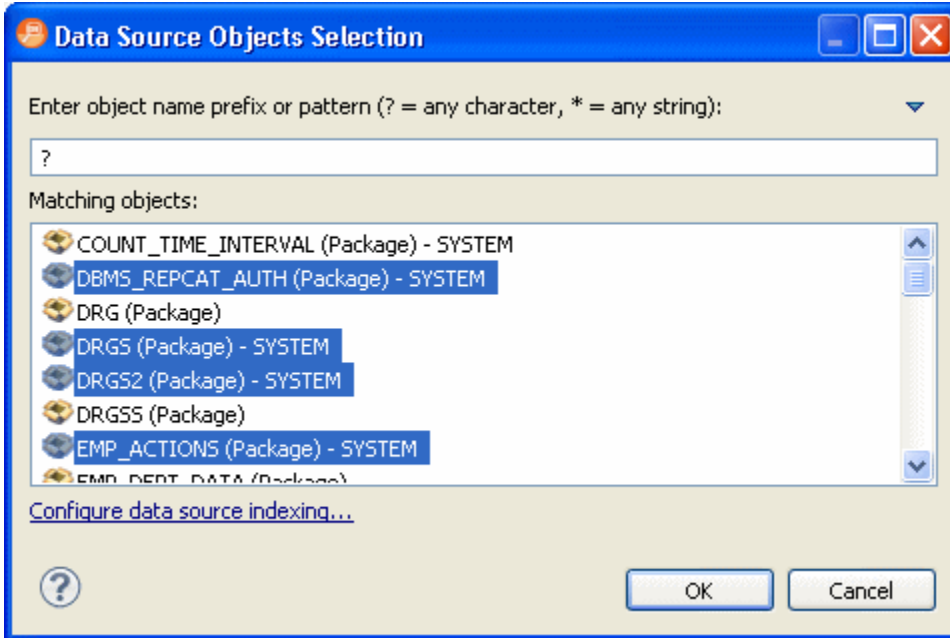 Data Source Objects Selection
Enter object name prefix or pattern (? = any character, * = any string):
?
Matching objects:
COUNT_TIME_INTERVAL (Package) - SYSTEM
DBMS_REPCAT_AUTH (Package) - SYSTEM
DRG (Package)
DRGS (Package) - SYSTEM
DRGS2 (Package) - SYSTEM
DRGSS (Package)
EMP_ACTIONS (Package) - SYSTEM
EMP_DEPT_DATA (Package)
Configure data source indexing...
?
OK
Cancel